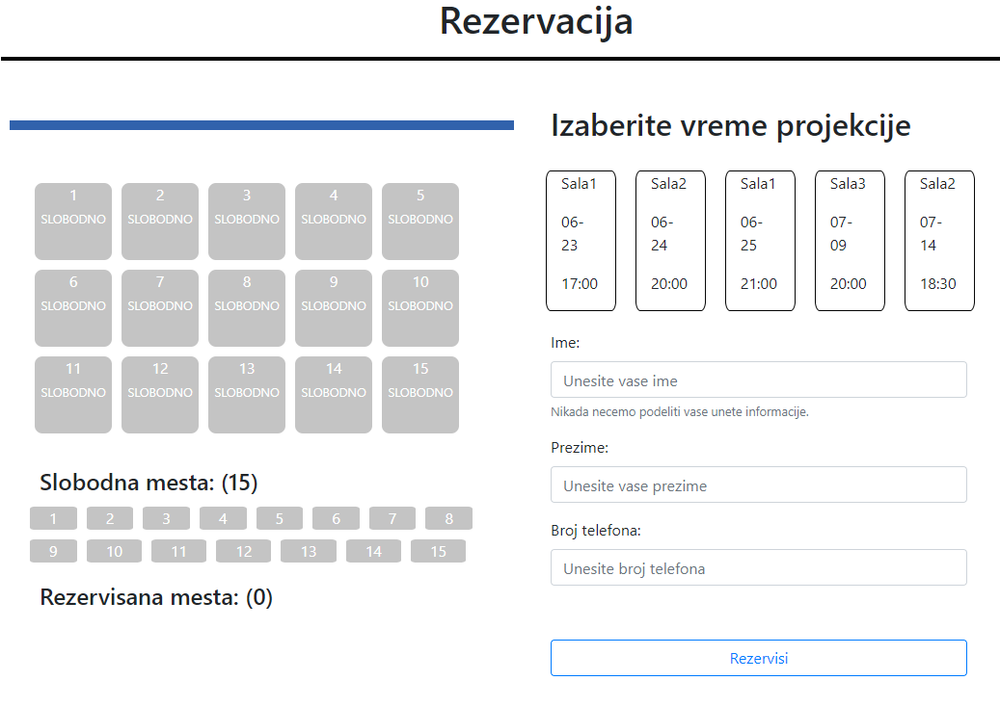 Rezervacija
1 2 3 4 5
SLOBODNO SLOBODNO SLOBODNO SLOBODNO SLOBODNO
6 7 8 9 10
SLOBODNO SLOBODNO SLOBODNO SLOBODNO SLOBODNO
11 12 13 14 15
SLOBODNO SLOBODNO SLOBODNO SLOBODNO SLOBODNO
Slobodna mesta: (15)
1 2 3 4 5 6 7 8
9 10 11 12 13 14 15
Rezervisana mesta: (0)
Izaberite vreme projekcije
Sala1 Sala2 Sala1 Sala3 Sala2
06- 06- 06- 07- 07-
23 24 25 09 14
17:00 20:00 21:00 20:00 18:30
Ime:
Unesite vase ime
Nikada necemo podeliti vase unete informacije.
Prezime:
Unesite vase prezime
Broj telefona:
Unesite broj telefona
Rezervisi